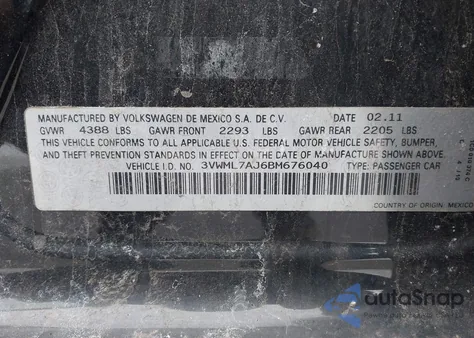 MANUFACTURED BY VOLKSWAGEN DE MEXICO S.A. DE C.V. DATE 02.11
GVWR 4388 LBS GAWR FRONT 2293 LBS GAWR REAR 2205 LBS
THIS VEHICLE CONFORMS TO ALL APPLICABLE U.S. FEDERAL MOTOR VEHICLE SAFETY, BUMPER,
AND THEFT PREVENTION STANDARDS IN EFFECT ON THE DATE OF MANUFACTURE SHOWN ABOVE.
VEHICLE I.D. NO. 3VWML7AJ6BM676040 TYPE: PASSENGER CAR
COUNTRY OF ORIGIN: MEXICO
autoSnap